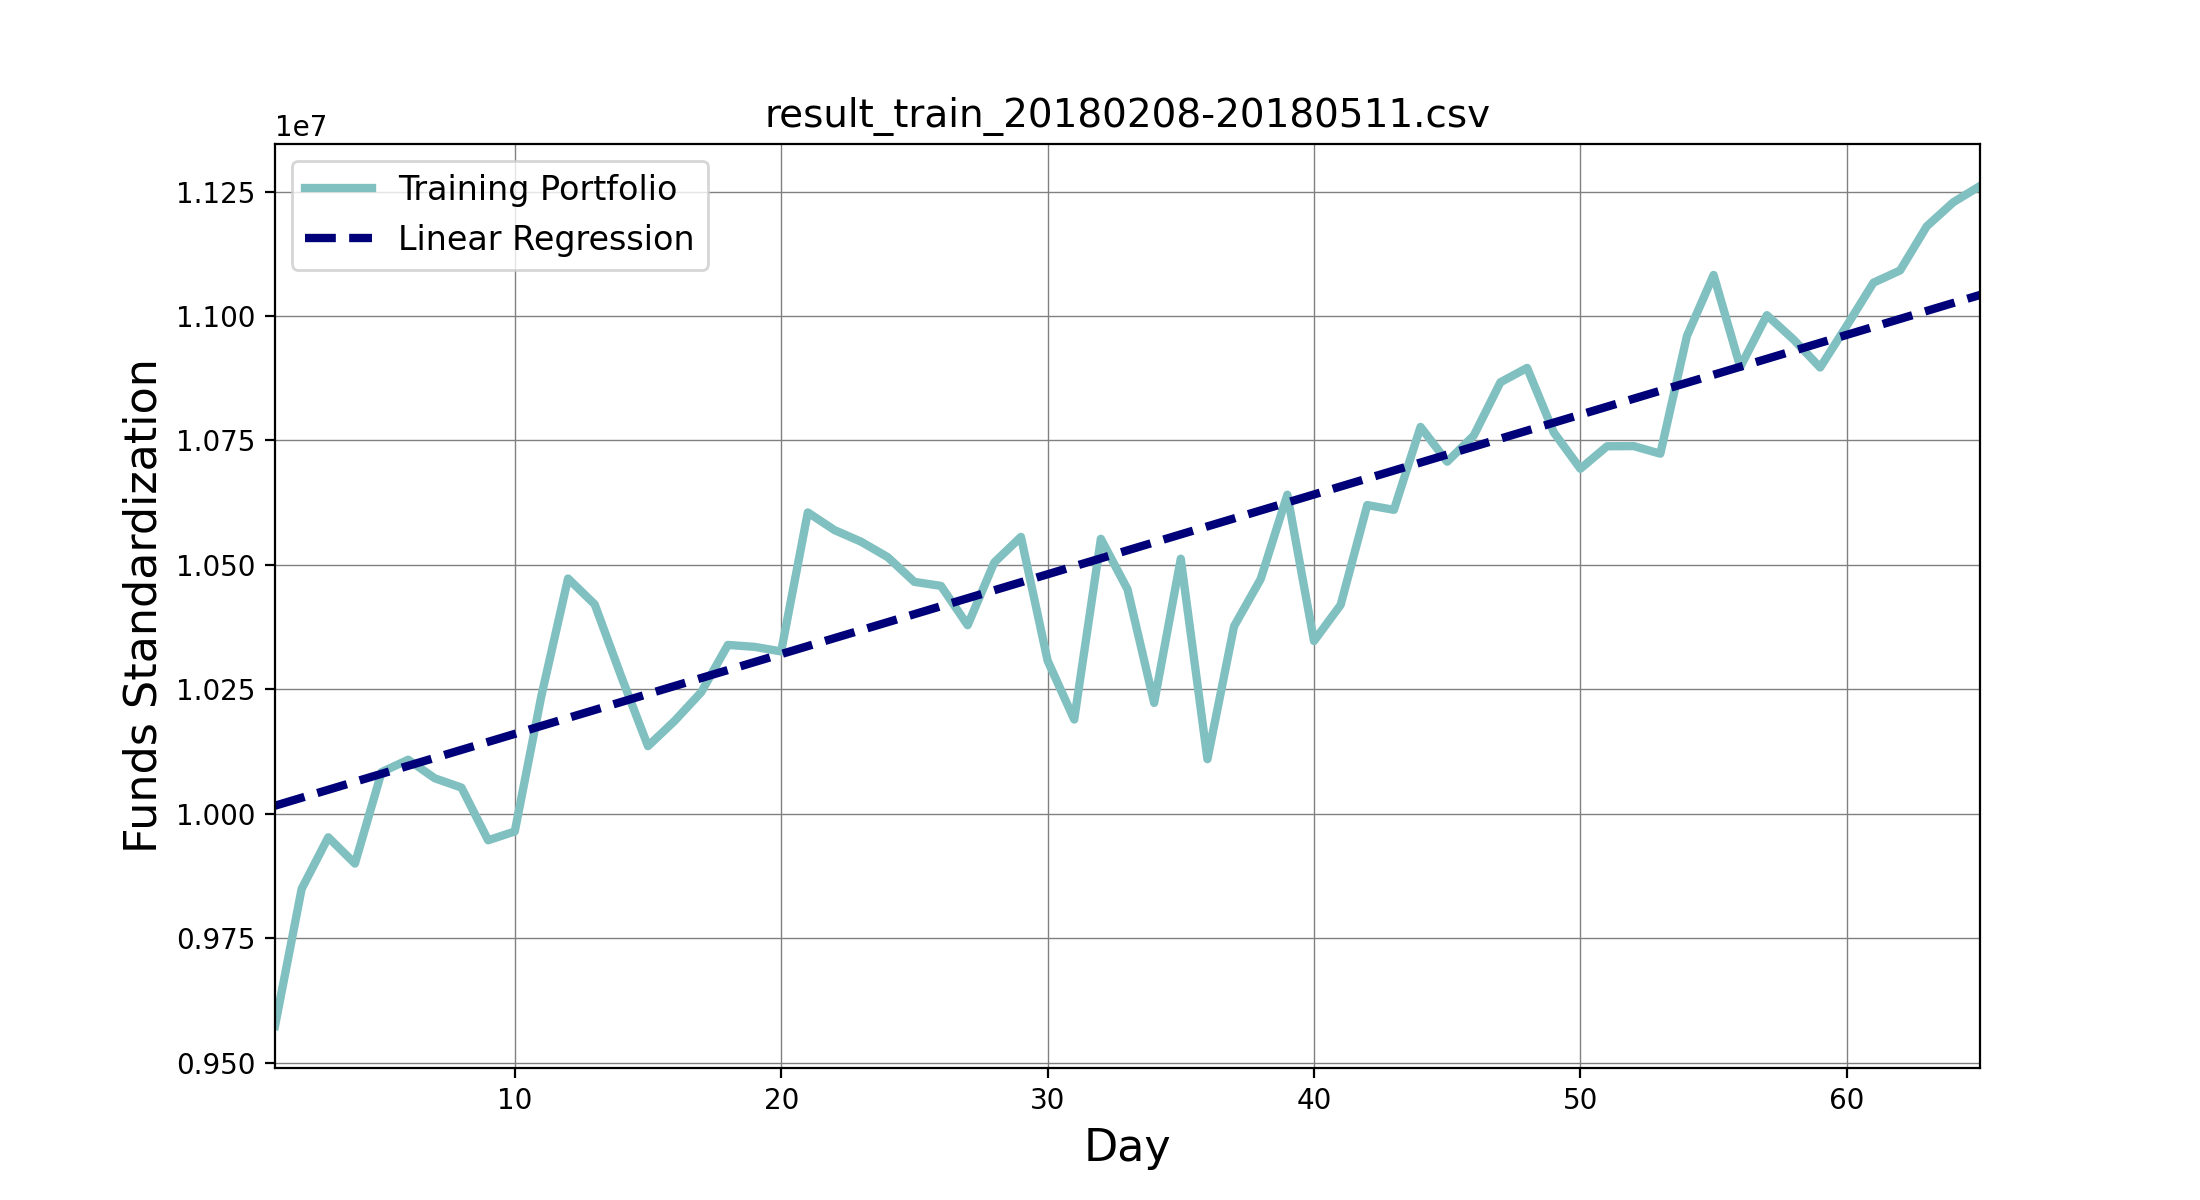 result_train_20180208-20180511.csv
1e7
Training Portfolio
Linear Regression
1.125
1.100
1.075
1.050
1.025
1.000
0.975
0.950
Funds Standardization
10 20 30 40 50 60
Day